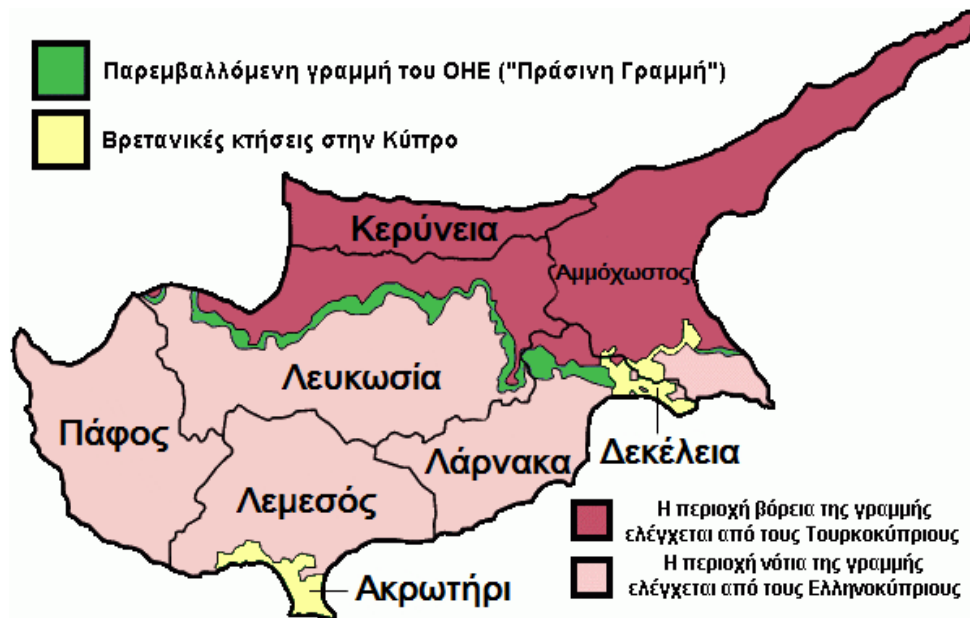 Παρεμβαλλόμενη γραμμή του ΟΗΕ ("Πράσινη Γραμμή")
Βρετανικές κτήσεις στην Κύπρο
Κερύνεια
Αμμόχωστος
Λευκωσία
Πάφος
Λάρνακα
Δεκέλεια
Λεμεσός
Ακρωτήρι
Η περιοχή βόρεια της γραμμής
ελέγχεται από τους Τουρκοκύπριους
Η περιοχή νότια της γραμμής
ελέγχεται από τους Ελληνοκύπριους